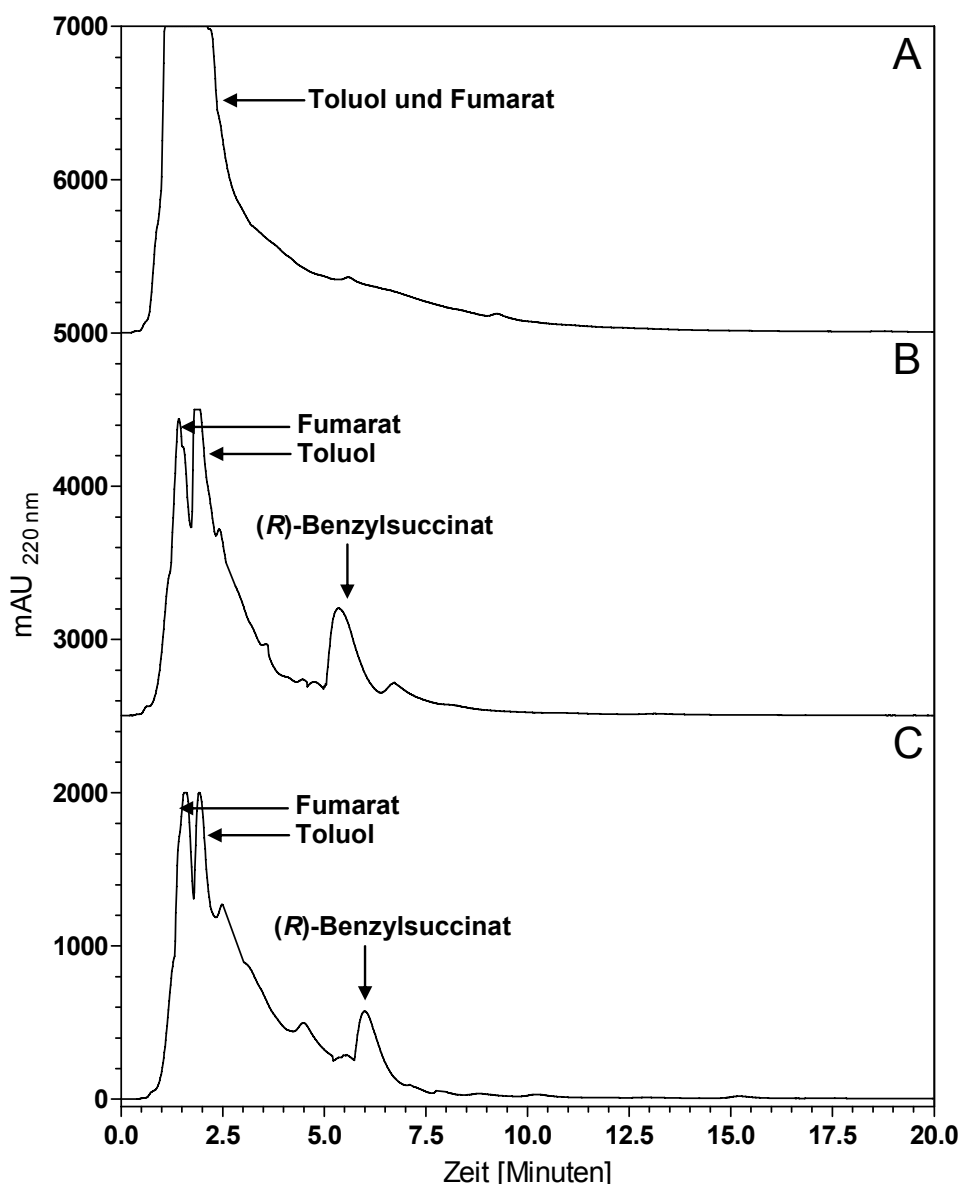 7000
A
Toluol und Fumarat
6000
5000
B
Fumarat
Toluol
4000
(R)-Benzylsuccinat
3000
mAU 220 nm
C
2000
Fumarat
Toluol
(R)-Benzylsuccinat
1000
0
0.0 2.5 5.0 7.5 10.0 12.5 15.0 17.5 20.0
Zeit [Minuten]